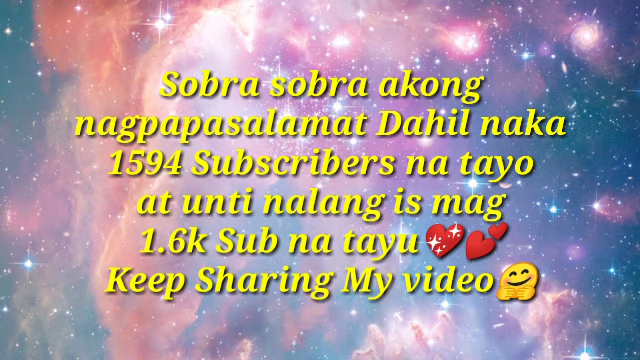 Sobra sobra akong
nagpapasalamat Dahil naka
1594 Subscribers na tayo
at unti nalang is mag
1.6k Sub na tayu💖💕
Keep Sharing My video🤗